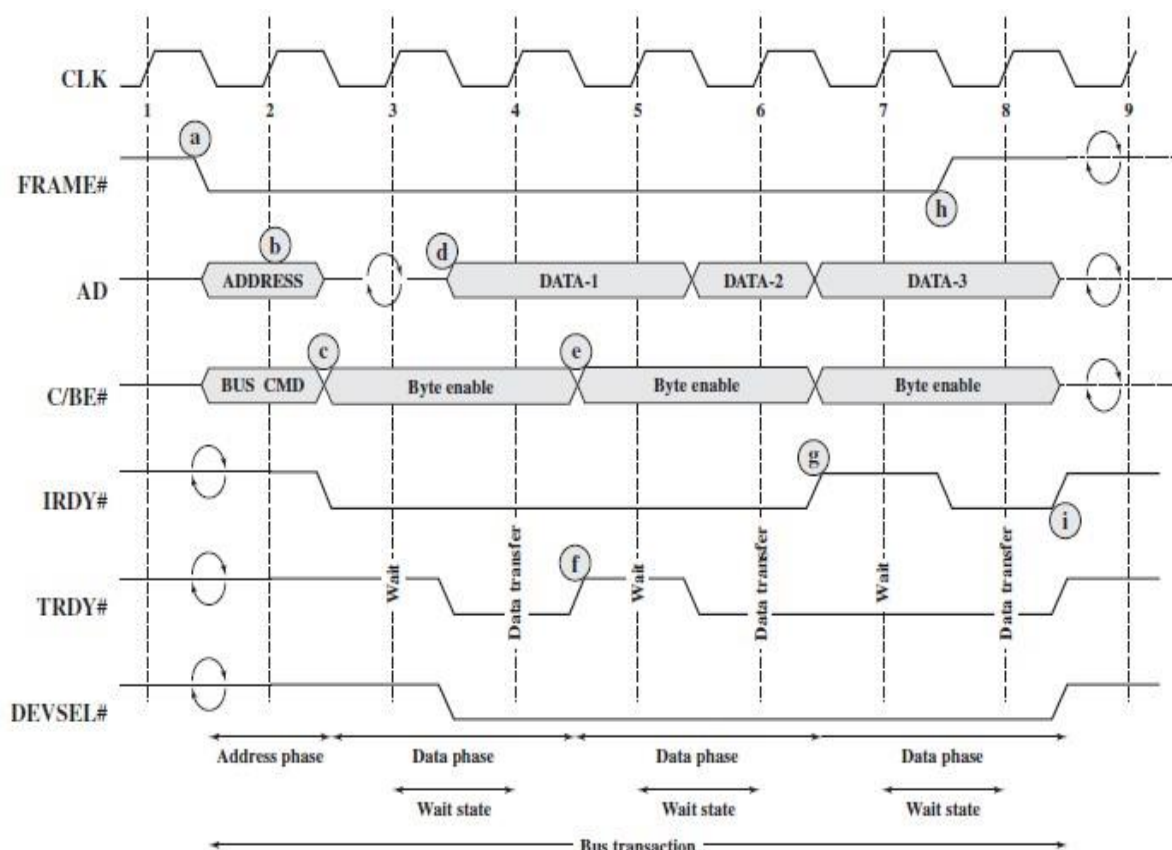 CLK
1 2 3 4 5 6 7 8 9
a
FRAME#
h
b
d
AD
ADDRESS
DATA-1
DATA-2
DATA-3
c
e
C/BE#
BUS CMD
Byte enable
Byte enable
Byte enable
g
IRDY#
i
f
TRDY#
Wait
Data transfer
Wait
Data transfer
Wait
Data transfer
DEVSEL#
Address phase
Data phase
Data phase
Data phase
Wait state
Wait state
Wait state
Bus transaction